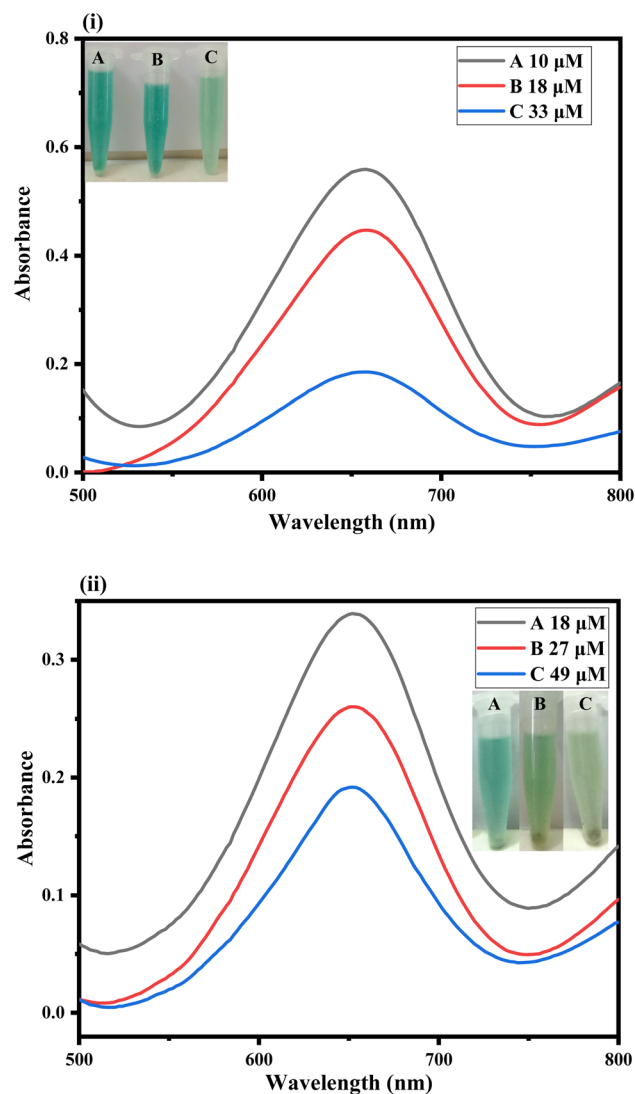 (i)
0.8
A B C
A 10 μM
B 18 μM
C 33 μM
0.6
0.4
0.2
0.0
Absorbance
500 600 700 800
Wavelength (nm)
(ii)
A 18 μM
B 27 μM
C 49 μM
A B C
0.3
0.2
0.1
0.0
Absorbance
500 600 700 800
Wavelength (nm)